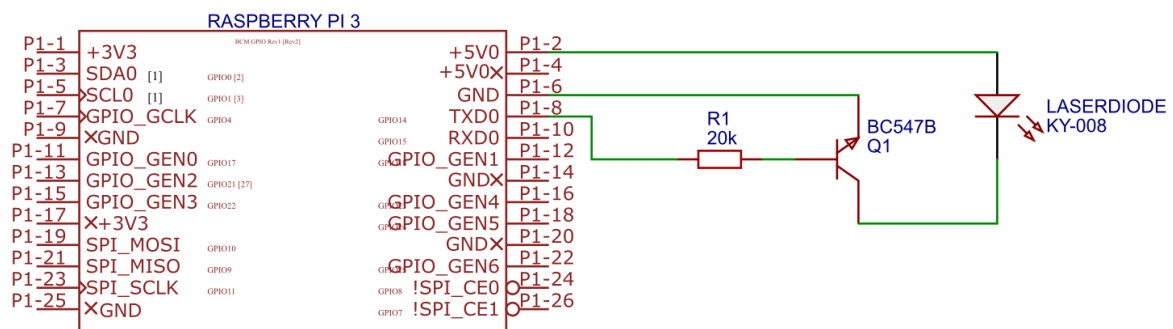 RASPBERRY PI 3
BCM GPIO Rev1 [Rev2]
P1-1 +3V3 +5V0 P1-2
P1-3 SDA0 [1] GPIO0 [2] +5V0 P1-4
P1-5 SCL0 [1] GPIO1 [3] GND P1-6
P1-7 GPIO_GCLK GPIO4 GPIO14 TXD0 P1-8
P1-9 GND GPIO15 RXD0 P1-10
P1-11 GPIO_GEN0 GPIO17 GPIO_GEN1 P1-12
P1-13 GPIO_GEN2 GPIO21 [27] GND P1-14
P1-15 GPIO_GEN3 GPIO22 GPIO_GEN4 P1-16
P1-17 +3V3 GPIO_GEN5 P1-18
P1-19 SPI_MOSI GPIO10 GND P1-20
P1-21 SPI_MISO GPIO9 GPIO_GEN6 P1-22
P1-23 SPI_SCLK GPIO11 GPIO8 !SPI_CE0 P1-24
P1-25 GND GPIO7 !SPI_CE1 P1-26
R1
20k
BC547B
Q1
LASERDIODE
KY-008